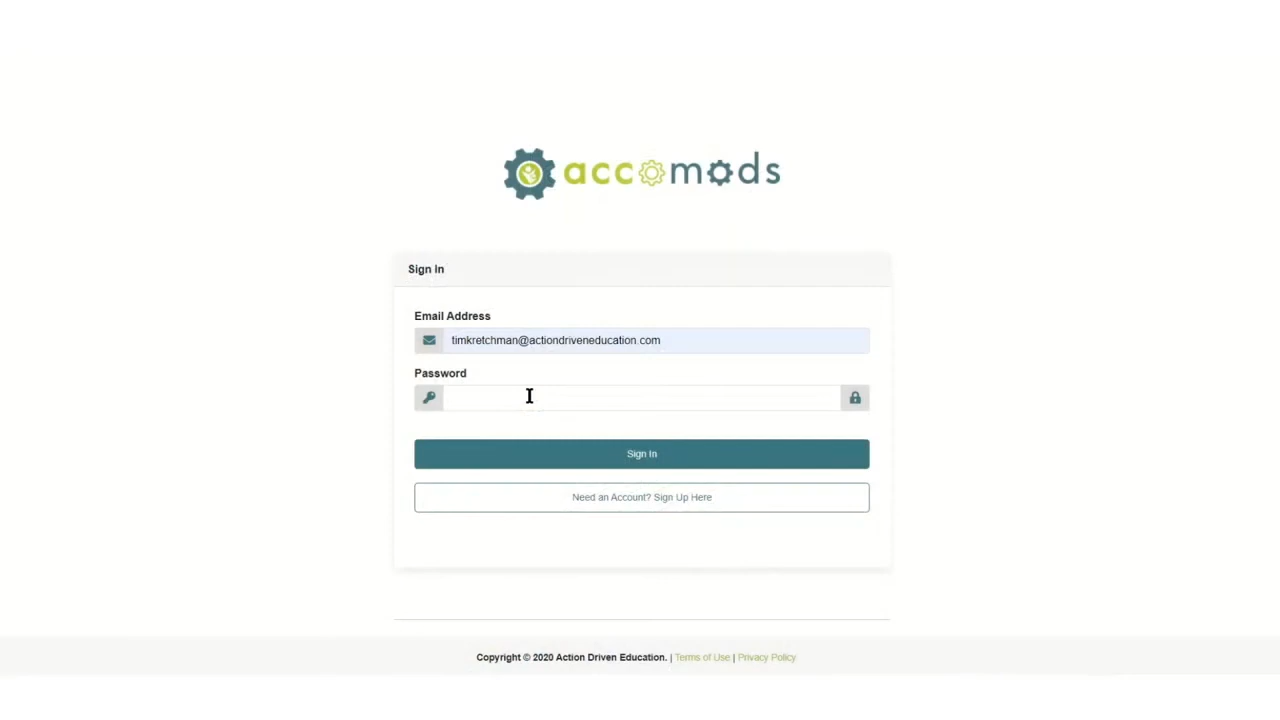 accomods
Sign In
Email Address
timkretchman@actiondriveneducation.com
Password
Sign In
Need an Account? Sign Up Here
Copyright © 2020 Action Driven Education. | Terms of Use | Privacy Policy